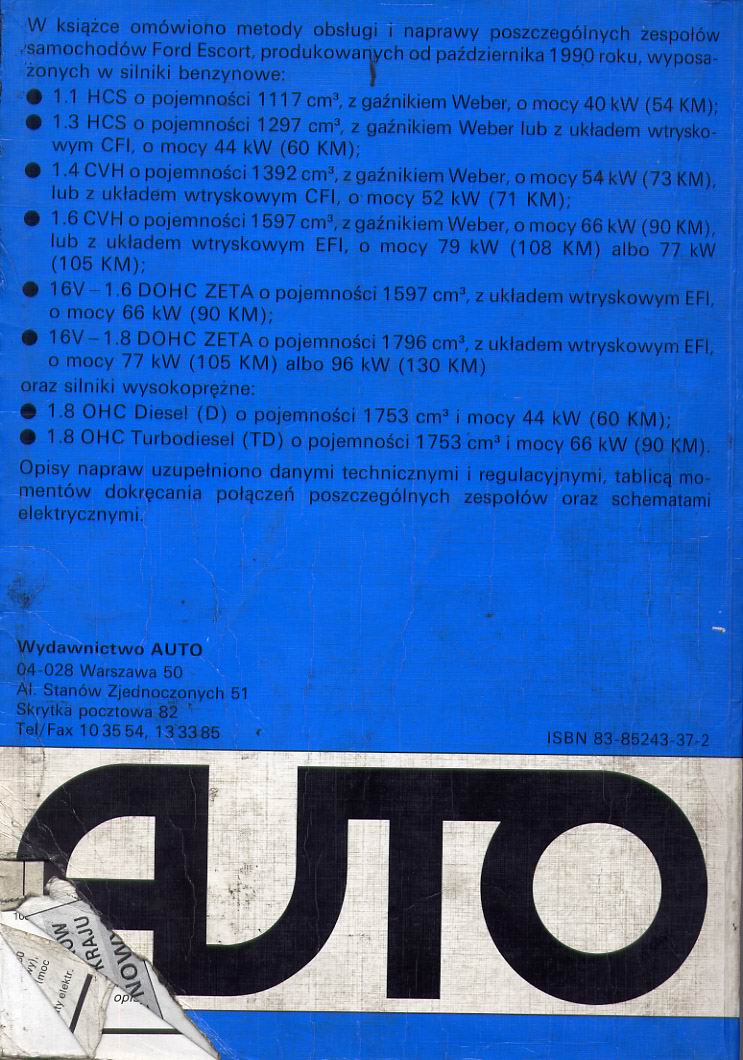 W książce omówiono metody obsługi i naprawy poszczególnych zespołów
samochodów Ford Escort, produkowanych od października 1990 roku, wyposa-
żonych w silniki benzynowe:
● 1.1 HCS o pojemności 1117 cm³, z gaźnikiem Weber, o mocy 40 kW (54 KM);
● 1.3 HCS o pojemności 1297 cm³, z gaźnikiem Weber lub z układem wtrysko-
wym CFI, o mocy 44 kW (60 KM);
● 1.4 CVH o pojemności 1392 cm³, z gaźnikiem Weber, o mocy 54 kW (73 KM),
lub z układem wtryskowym CFI, o mocy 52 kW (71 KM);
● 1.6 CVH o pojemności 1597 cm³, z gaźnikiem Weber, o mocy 66 kW (90 KM),
lub z układem wtryskowym EFI, o mocy 79 kW (108 KM) albo 77 kW
(105 KM);
● 16V – 1.6 DOHC ZETA o pojemności 1597 cm³, z układem wtryskowym EFI,
o mocy 66 kW (90 KM);
● 16V – 1.8 DOHC ZETA o pojemności 1796 cm³, z układem wtryskowym EFI,
o mocy 77 kW (105 KM) albo 96 kW (130 KM)
oraz silniki wysokoprężne:
● 1.8 OHC Diesel (D) o pojemności 1753 cm³ i mocy 44 kW (60 KM);
● 1.8 OHC Turbodiesel (TD) o pojemności 1753 cm³ i mocy 66 kW (90 KM).
Opisy napraw uzupełniono danymi technicznymi i regulacyjnymi, tablicą mo-
mentów dokręcania połączeń poszczególnych zespołów oraz schematami
elektrycznymi.
Wydawnictwo AUTO
04-028 Warszawa 50
Al. Stanów Zjednoczonych 51
Skrytka pocztowa 82
Tel/Fax 10 35 54, 13 33 85
ISBN 83-85243-37-2
AUTO
KRAJU
NOWY
(moc
ty elektr.
opis